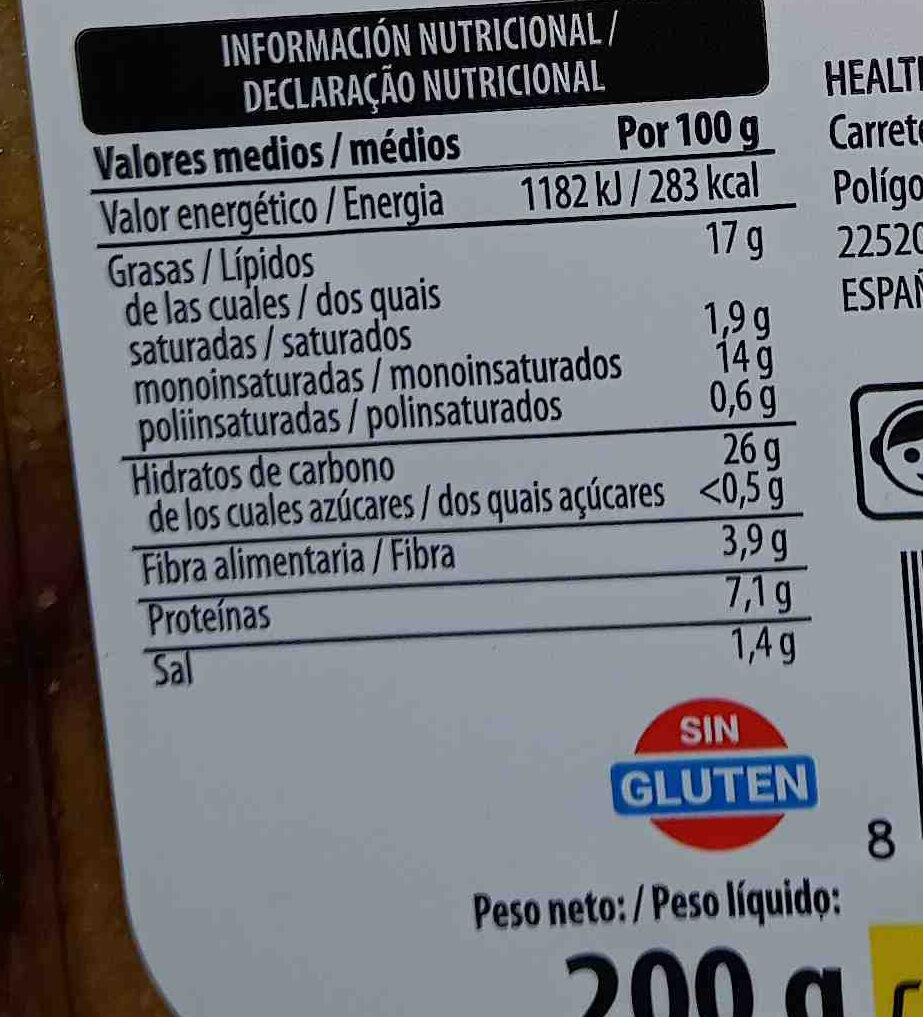 INFORMACIÓN NUTRICIONAL /
DECLARAÇÃO NUTRICIONAL
Valores medios / médios Por 100 g
Valor energético / Energia 1182 kJ / 283 kcal
Grasas / Lípidos 17 g
de las cuales / dos quais
saturadas / saturados 1,9 g
monoinsaturadas / monoinsaturados 14 g
poliinsaturadas / polinsaturados 0,6 g
Hidratos de carbono 26 g
de los cuales azúcares / dos quais açúcares <0,5 g
Fibra alimentaria / Fibra 3,9 g
Proteínas 7,1 g
Sal 1,4 g
SIN
GLUTEN
Peso neto: / Peso líquido:
200 g
22520
8